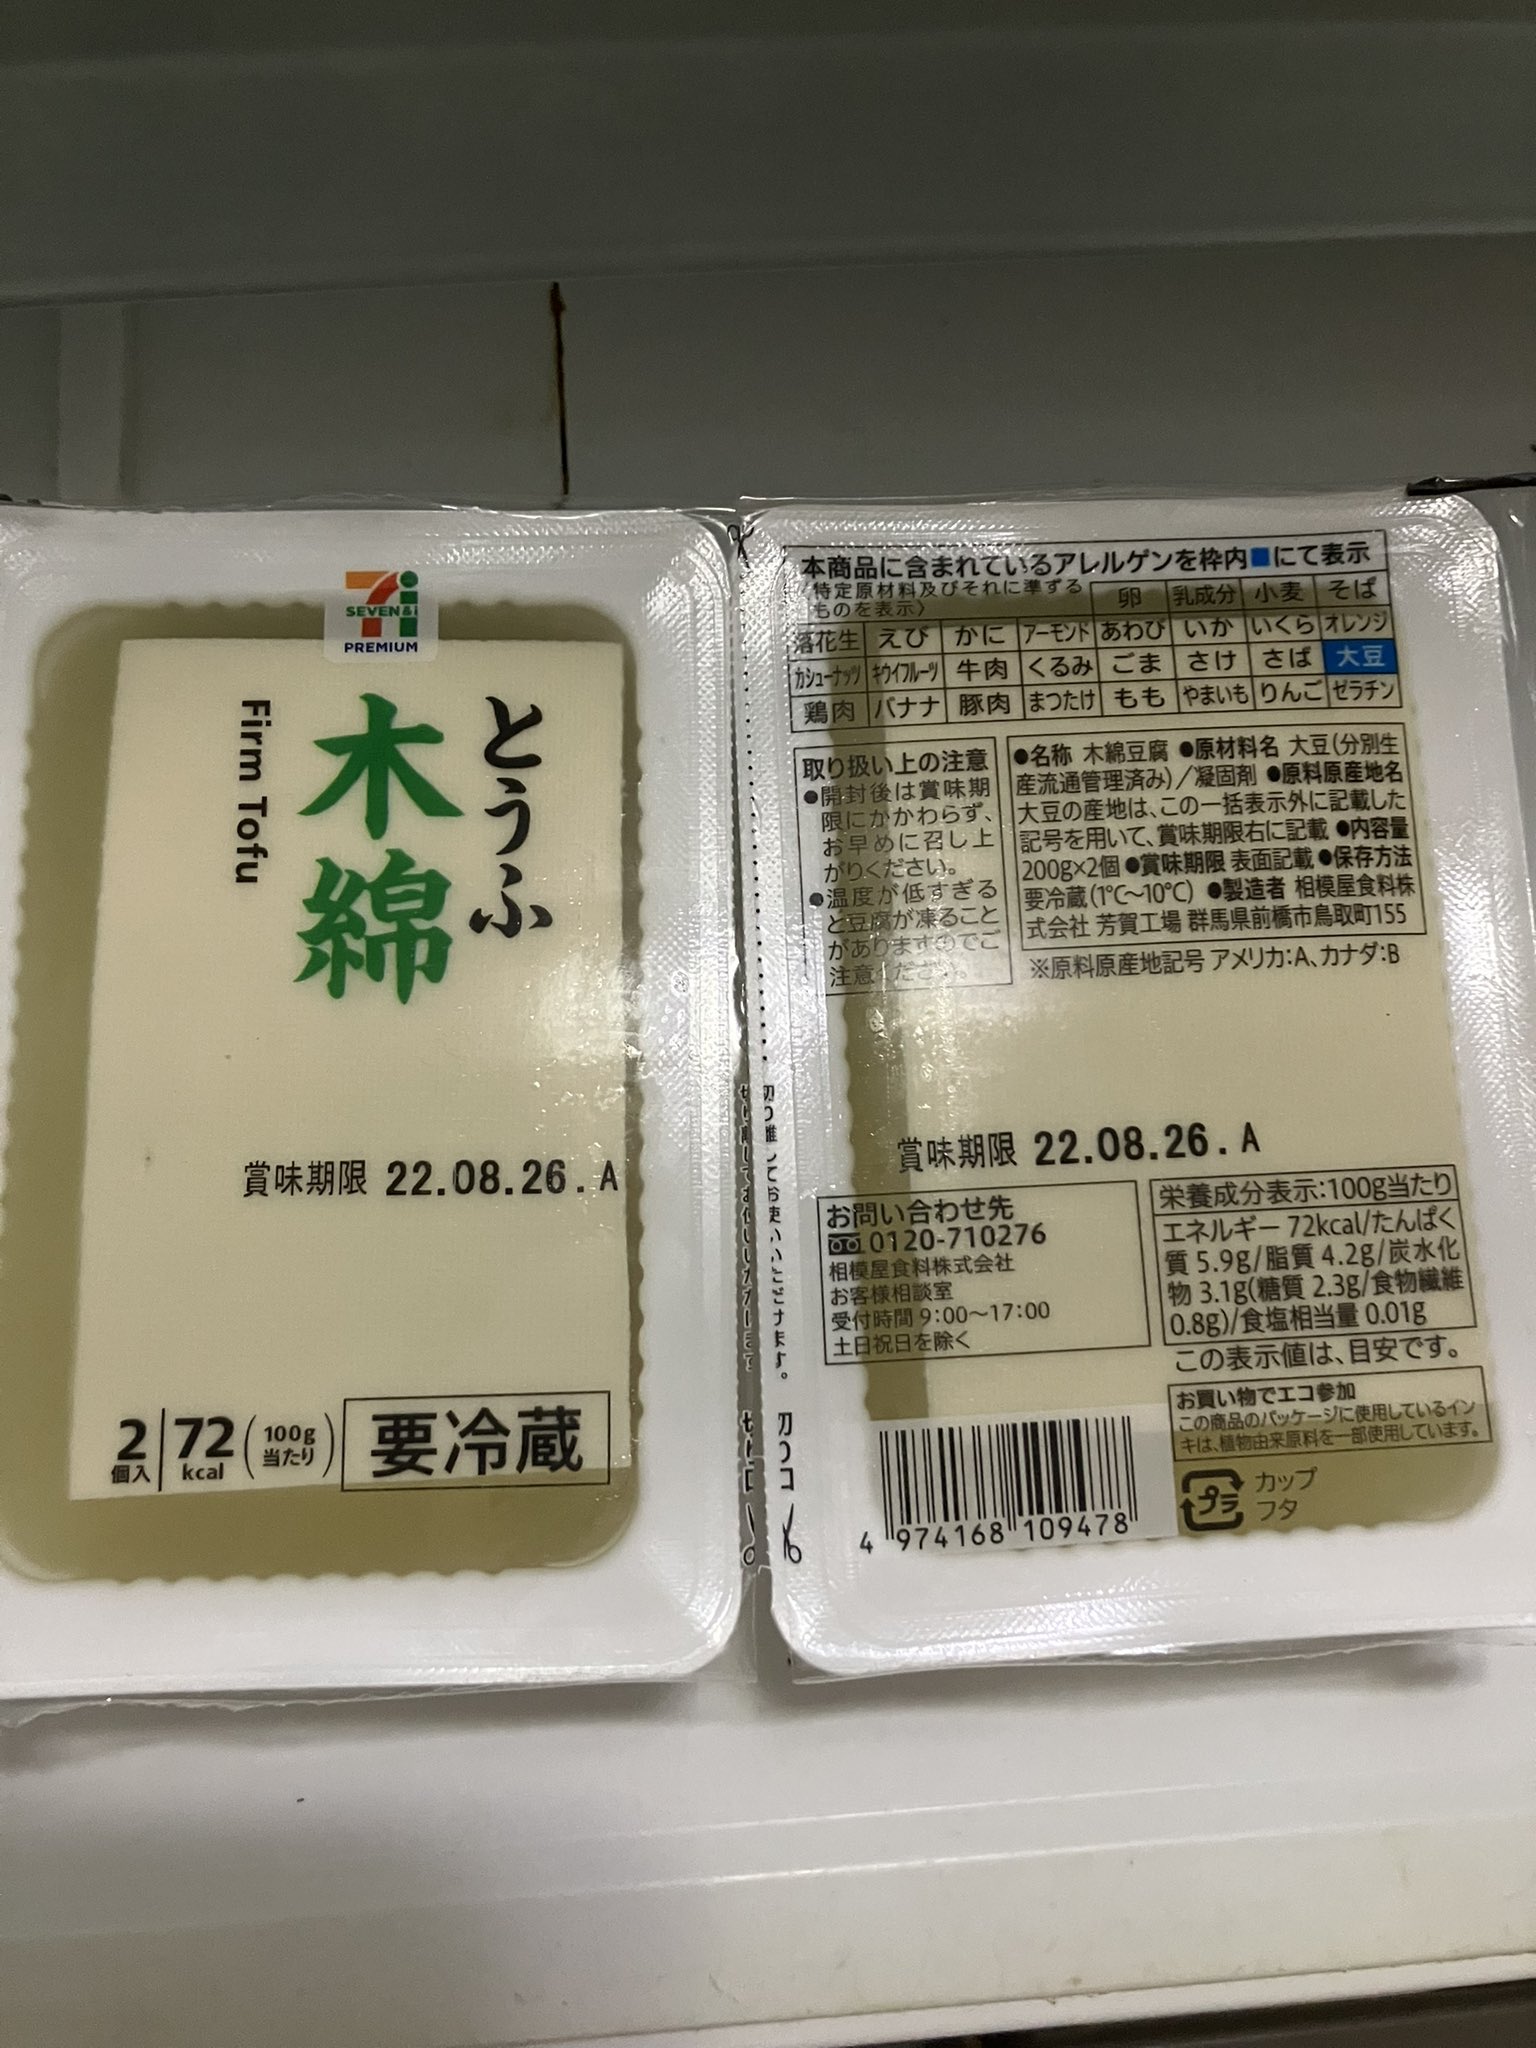 SEVEN&i
PREMIUM
とうふ
木綿
Firm Tofu
賞味期限 22.08.26.A
2個入
72kcal
(100g当たり)
要冷蔵
本商品に含まれているアレルゲンを枠内■にて表示
〈特定原材料及びそれに準ずる
ものを表示〉
卵 乳成分 小麦 そば
落花生 えび かに アーモンド あわび いか いくら オレンジ
カシューナッツ キウイフルーツ 牛肉 くるみ ごま さけ さば 大豆
鶏肉 バナナ 豚肉 まつたけ もも やまいも りんご ゼラチン
取り扱い上の注意
●開封後は賞味期
限にかかわらず、
お早めに召し上
がりください。
●温度が低すぎる
と豆腐が凍ること
がありますのでご
注意ください。
●名称 木綿豆腐 ●原材料名 大豆(分別生
産流通管理済み)/凝固剤 ●原料原産地名
大豆の産地は、この一括表示外に記載した
記号を用いて、賞味期限右に記載 ●内容量
200g×2個 ●賞味期限 表面記載 ●保存方法
要冷蔵(1℃～10℃) ●製造者 相模屋食料株
式会社 芳賀工場 群馬県前橋市鳥取町155
※原料原産地記号 アメリカ:A、カナダ:B
賞味期限 22.08.26.A
お問い合わせ先
0120-710276
相模屋食料株式会社
お客様相談室
受付時間 9:00～17:00
土日祝日を除く
栄養成分表示:100g当たり
エネルギー 72kcal/たんぱく
質 5.9g/脂質 4.2g/炭水化
物 3.1g(糖質 2.3g/食物繊維
0.8g)/食塩相当量 0.01g
この表示値は、目安です。
お買い物でエコ参加
この商品のパッケージに使用しているイン
キは、植物由来原料を一部使用しています。
プラ
カップ
フタ
4 974168 109478
切り離してお使いいただけます。